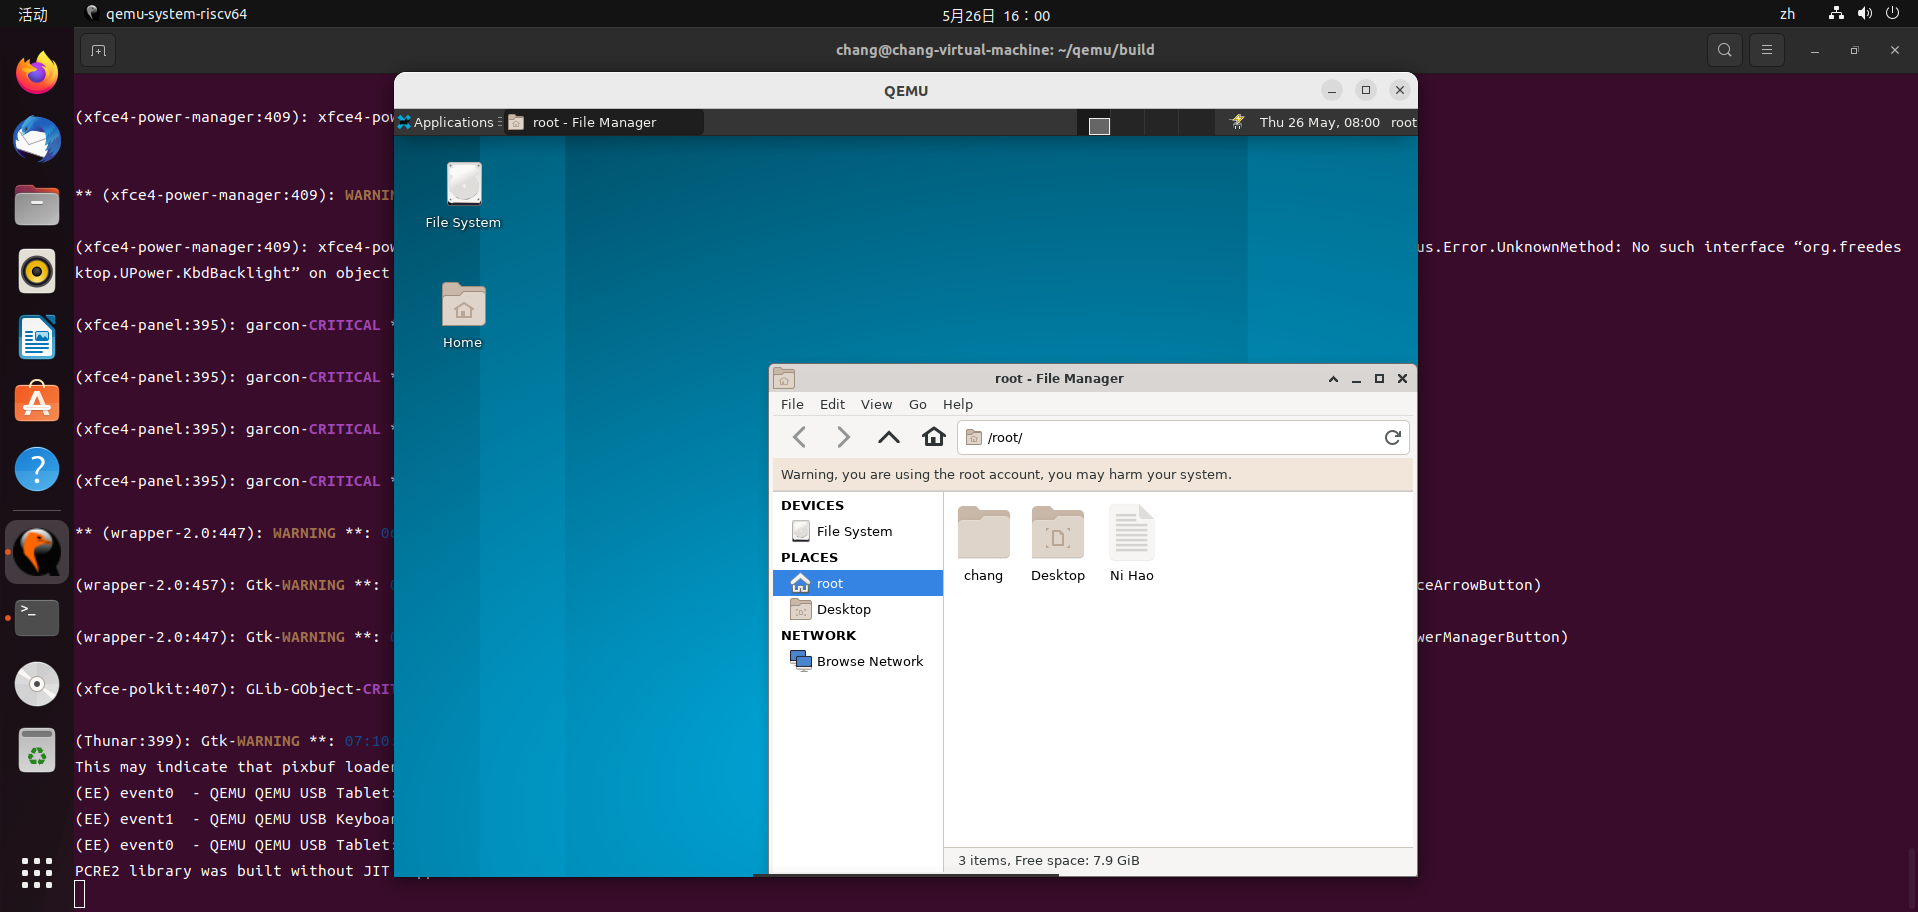 活动 qemu-system-riscv64 5月26日 16：00 zh
chang@chang-virtual-machine: ~/qemu/build
QEMU
Applications root - File Manager Thu 26 May, 08:00 root
(xfce4-power-manager:409): xfce4-pow
** (xfce4-power-manager:409): WARNIN
(xfce4-power-manager:409): xfce4-pow us.Error.UnknownMethod: No such interface “org.freedes
ktop.UPower.KbdBacklight” on object
(xfce4-panel:395): garcon-CRITICAL *
(xfce4-panel:395): garcon-CRITICAL *
(xfce4-panel:395): garcon-CRITICAL *
(xfce4-panel:395): garcon-CRITICAL *
** (wrapper-2.0:447): WARNING **: 0
(wrapper-2.0:457): Gtk-WARNING **: ceArrowButton)
(wrapper-2.0:447): Gtk-WARNING **: werManagerButton)
(xfce-polkit:407): GLib-GObject-CRIT
(Thunar:399): Gtk-WARNING **: 07:10:
This may indicate that pixbuf loader
(EE) event0  - QEMU QEMU USB Tablet:
(EE) event1  - QEMU QEMU USB Keyboar
(EE) event0  - QEMU QEMU USB Tablet:
PCRE2 library was built without JIT
File System
Home
root - File Manager
File Edit View Go Help
/root/
Warning, you are using the root account, you may harm your system.
DEVICES
File System
PLACES
root
Desktop
NETWORK
Browse Network
chang Desktop Ni Hao
3 items, Free space: 7.9 GiB